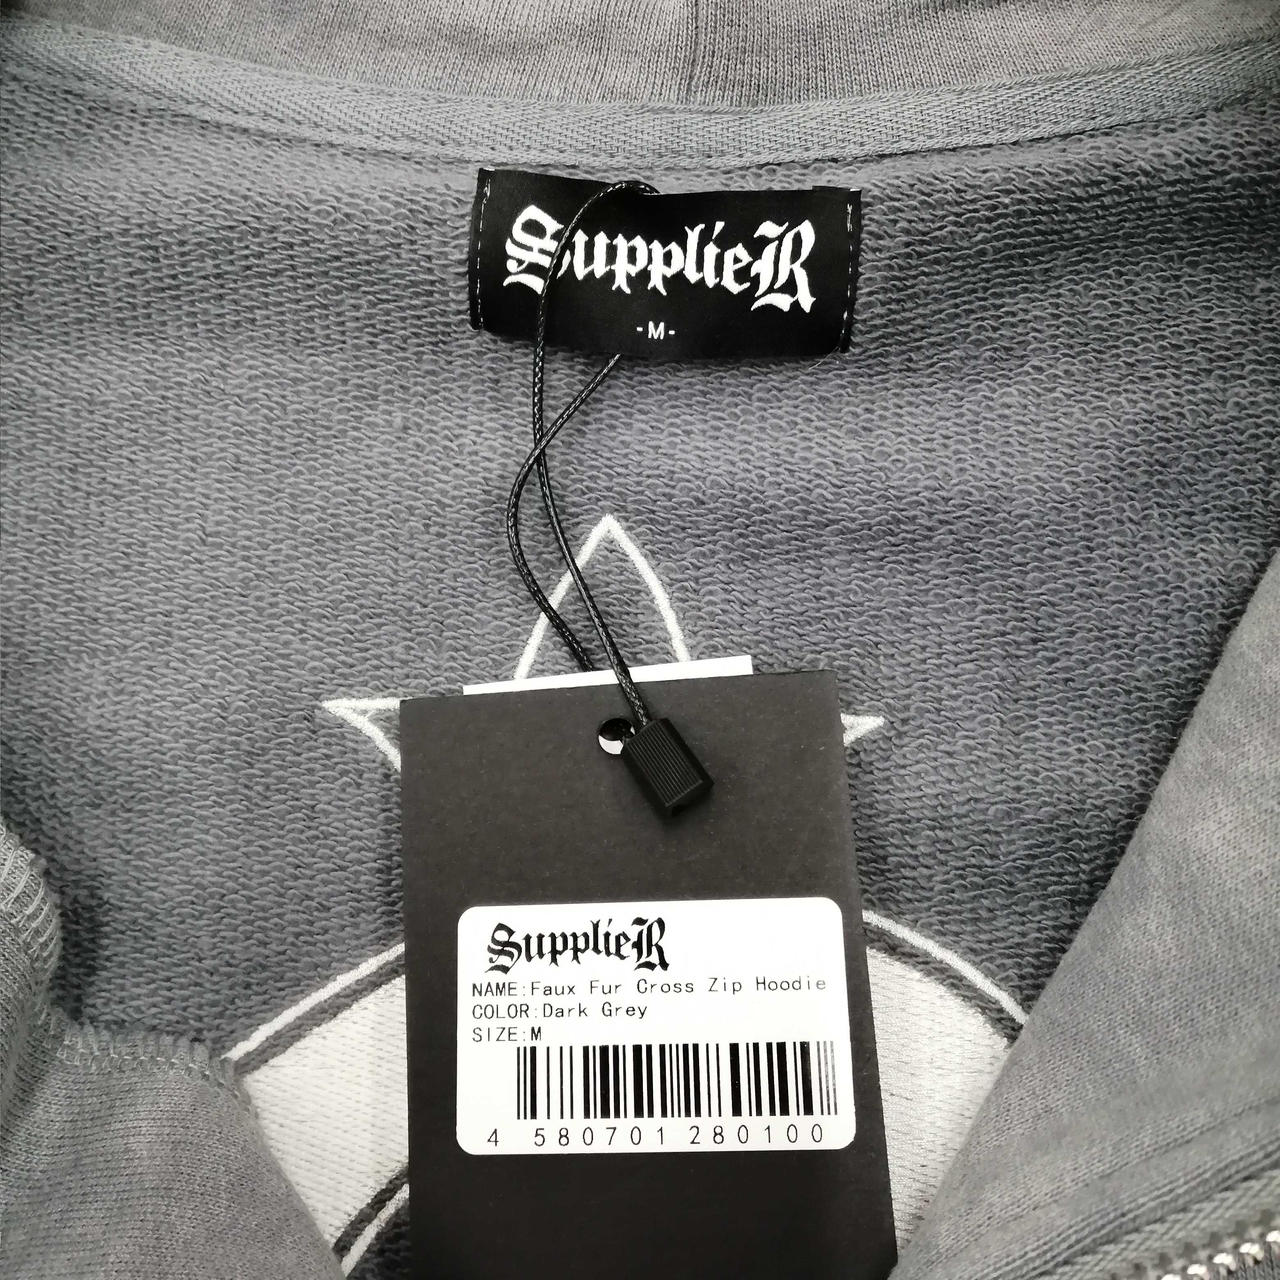 SupplieR
-M-
SupplieR
NAME:Faux Fur Cross Zip Hoodie
COLOR:Dark Grey
SIZE:M
4 580701 280100